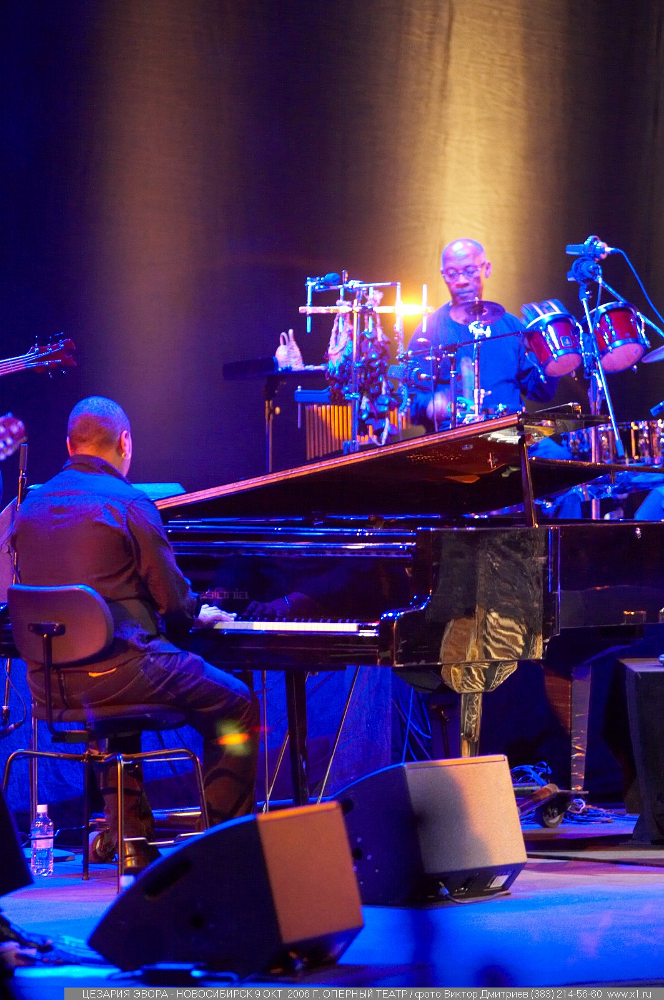 ЦЕЗАРИЯ ЭВОРА - НОВОСИБИРСК 9 ОКТ. 2006 Г. ОПЕРНЫЙ ТЕАТР / фото Виктор Дмитриев (383) 214-56-60 www.x1.ru